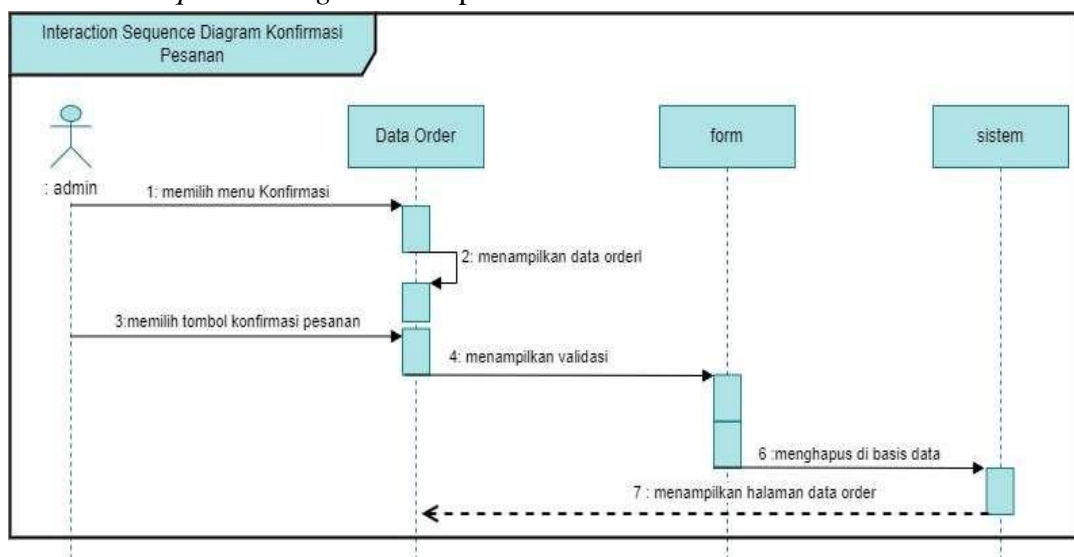 Interaction Sequence Diagram Konfirmasi
Pesanan
Data Order
form
sistem
: admin
1: memilih menu Konfirmasi
2: menampilkan data orderl
3:memilih tombol konfirmasi pesanan
4: menampilkan validasi
6 :menghapus di basis data
7 : menampilkan halaman data order